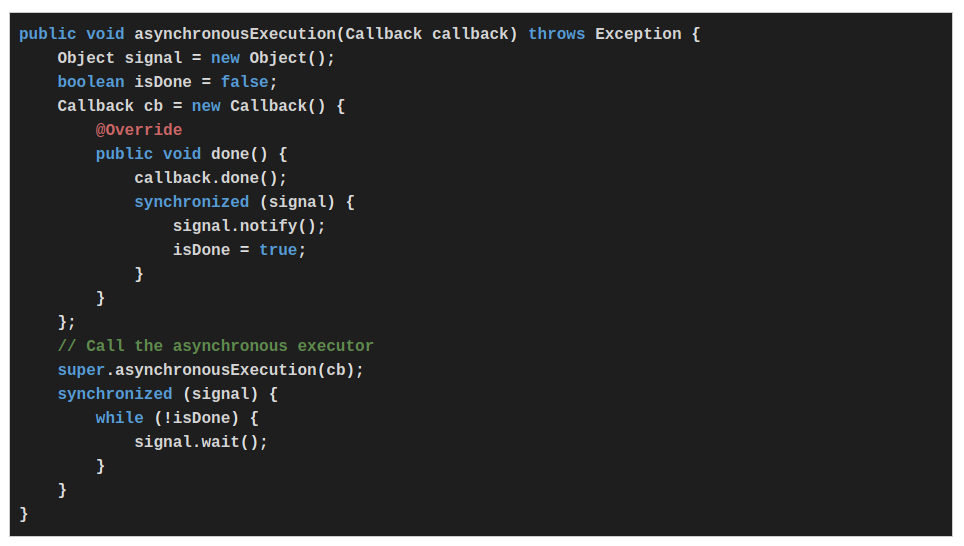 public void asynchronousExecution(Callback callback) throws Exception {
    Object signal = new Object();
    boolean isDone = false;
    Callback cb = new Callback() {
        @Override
        public void done() {
            callback.done();
            synchronized (signal) {
                signal.notify();
                isDone = true;
            }
        }
    };
    // Call the asynchronous executor
    super.asynchronousExecution(cb);
    synchronized (signal) {
        while (!isDone) {
            signal.wait();
        }
    }
}